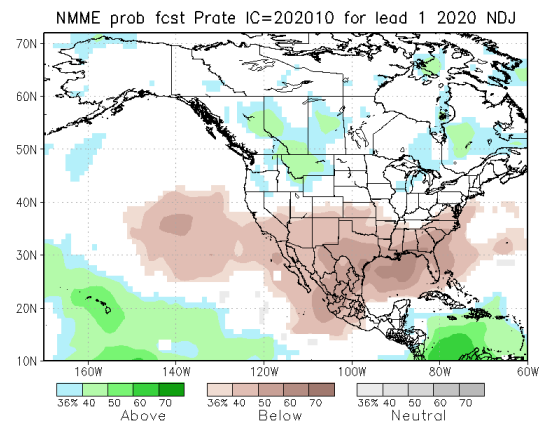 NMME prob fcst Prate IC=202010 for lead 1 2020 NDJ
70N
60N
50N
40N
30N
20N
10N
160W 140W 120W 100W 80W 60W
36% 40 50 60 70 36% 40 50 60 70 36% 40 50 60 70
Above Below Neutral